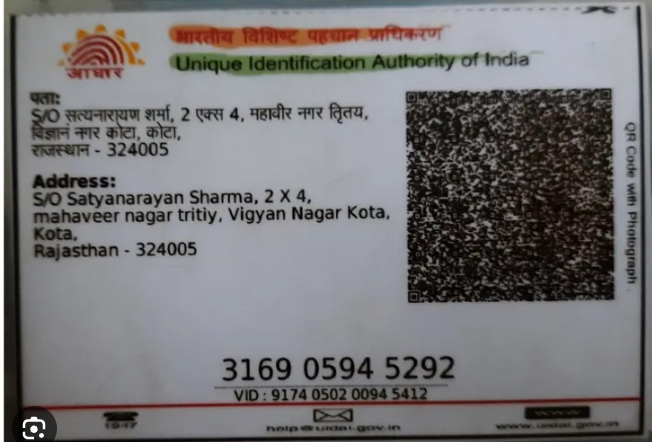 भारतीय विशिष्ट पहचान प्राधिकरण
Unique Identification Authority of India
आधार
पता:
S/O सत्यनारायण शर्मा, 2 एक्स 4, महावीर नगर तृितय,
विज्ञान नगर कोटा, कोटा,
राजस्थान - 324005
Address:
S/O Satyanarayan Sharma, 2 X 4,
mahaveer nagar tritiy, Vigyan Nagar Kota,
Kota,
Rajasthan - 324005
QR Code with Photograph
3169 0594 5292
VID : 9174 0502 0094 5412
1947
help@uidai.gov.in
www.uidai.gov.in